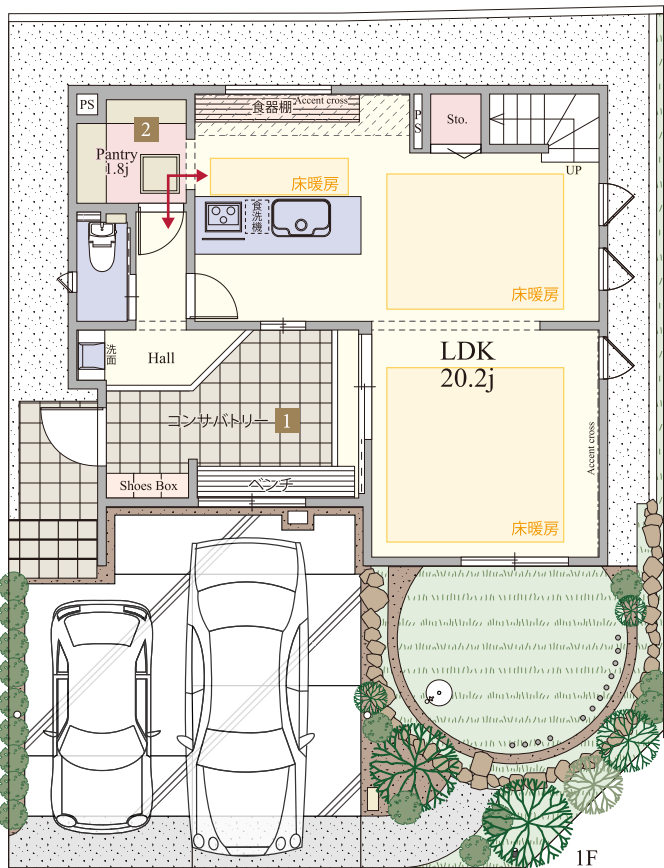 PS
食器棚
Accent cross
PS
Sto.
2
Pantry
1.8j
床暖房
UP
食洗機
床暖房
洗面
Hall
LDK
20.2j
コンサバトリー 1
Accent cross
Shoes Box
ベンチ
床暖房
1F